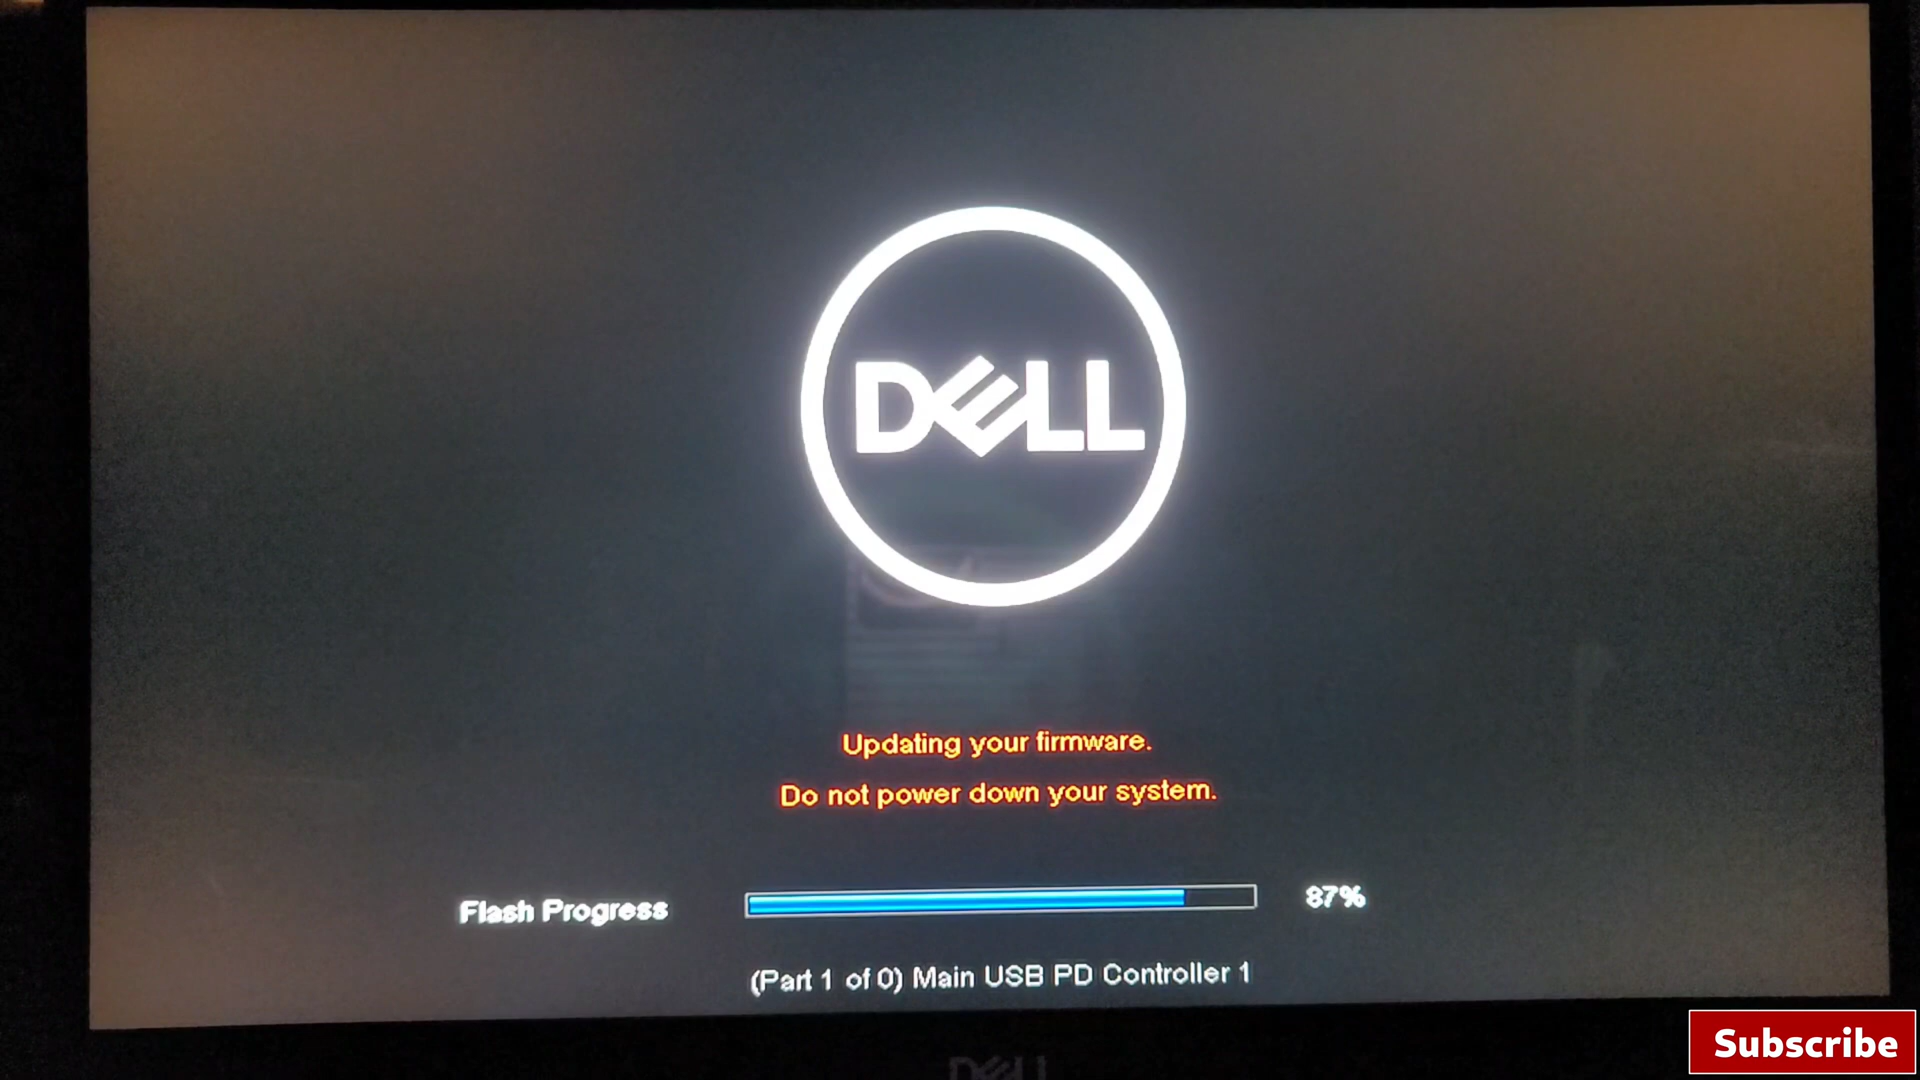 DELL
Updating your firmware.
Do not power down your system.
Flash Progress
87%
(Part 1 of 0) Main USB PD Controller 1
DELL
Subscribe